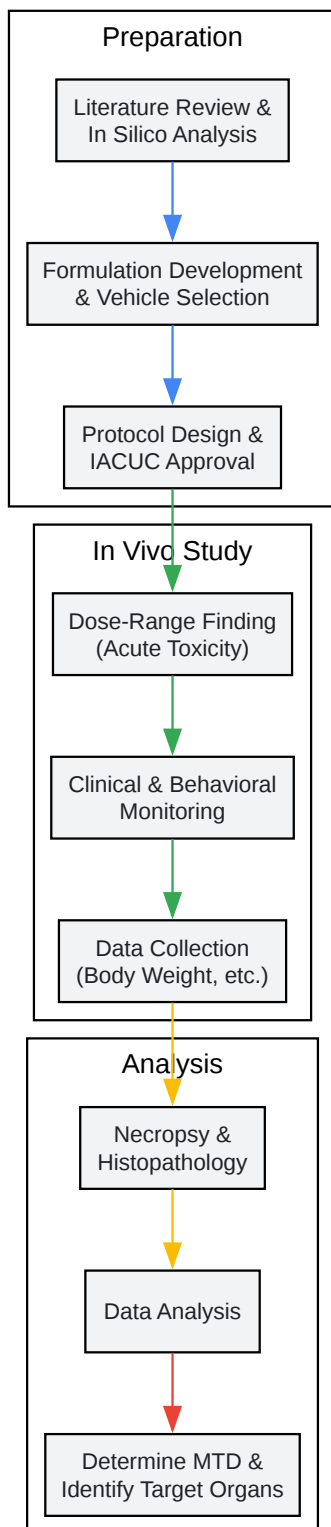 Preparation
Literature Review &
In Silico Analysis
Formulation Development
& Vehicle Selection
Protocol Design &
IACUC Approval
In Vivo Study
Dose-Range Finding
(Acute Toxicity)
Clinical & Behavioral
Monitoring
Data Collection
(Body Weight, etc.)
Analysis
Necropsy &
Histopathology
Data Analysis
Determine MTD &
Identify Target Organs